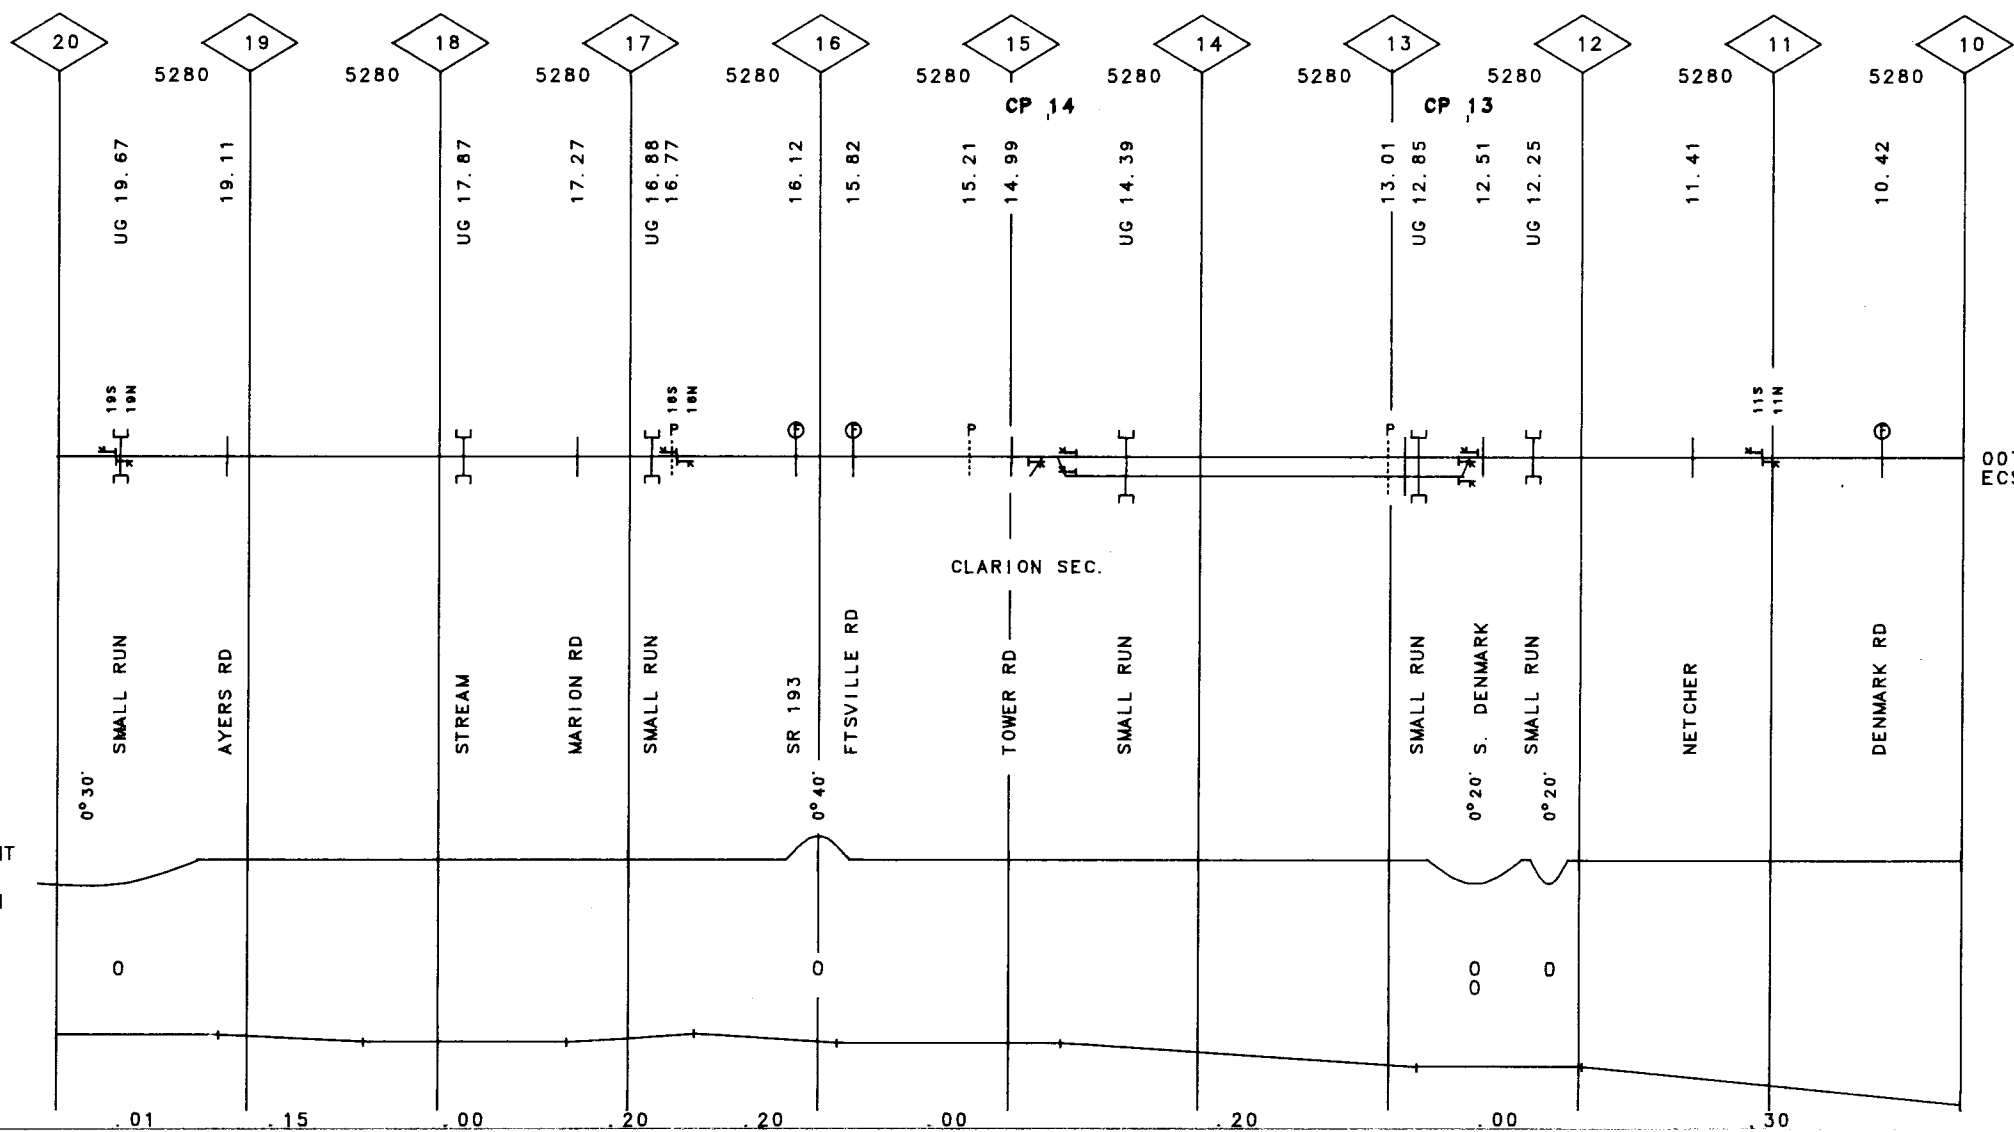 20 19 18 17 16 15 14 13 12 11 10
5280 5280 5280 5280 5280 5280 5280 5280 5280 5280
CP 14
CP 13
UG 19.67
19.11
UG 17.87
17.27
UG 16.88
16.77
16.12
15.82
15.21
14.99
UG 14.39
13.01
UG 12.85
12.51
UG 12.25
11.41
10.42
19S
19N
16S
16N
11S
11N
P
F
F
P
P
F
CLARION SEC.
SMALL RUN
AYERS RD
STREAM
MARION RD
SMALL RUN
SR 193
FTSVILLE RD
TOWER RD
SMALL RUN
SMALL RUN
S. DENMARK
SMALL RUN
NETCHER
DENMARK RD
0°30'
0°40'
0°20'
0°20'
0 0 0 0
0
.01 .15 .00 .20 .20 .00 .20 .00 .30